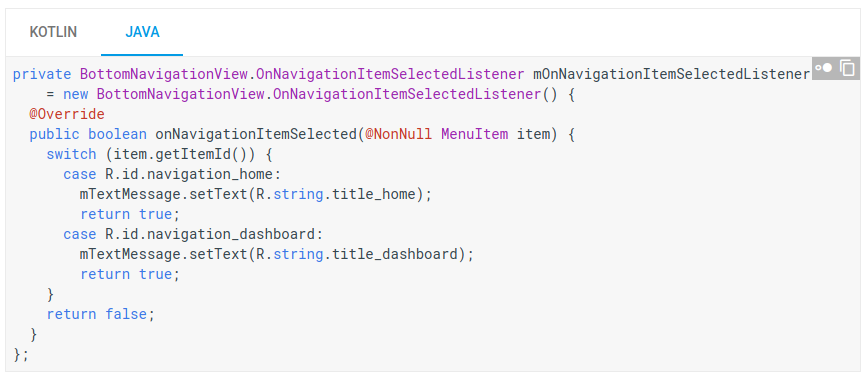 KOTLIN JAVA
private BottomNavigationView.OnNavigationItemSelectedListener mOnNavigationItemSelectedListener
    = new BottomNavigationView.OnNavigationItemSelectedListener() {
  @Override
  public boolean onNavigationItemSelected(@NonNull MenuItem item) {
    switch (item.getItemId()) {
      case R.id.navigation_home:
        mTextMessage.setText(R.string.title_home);
        return true;
      case R.id.navigation_dashboard:
        mTextMessage.setText(R.string.title_dashboard);
        return true;
    }
    return false;
  }
};